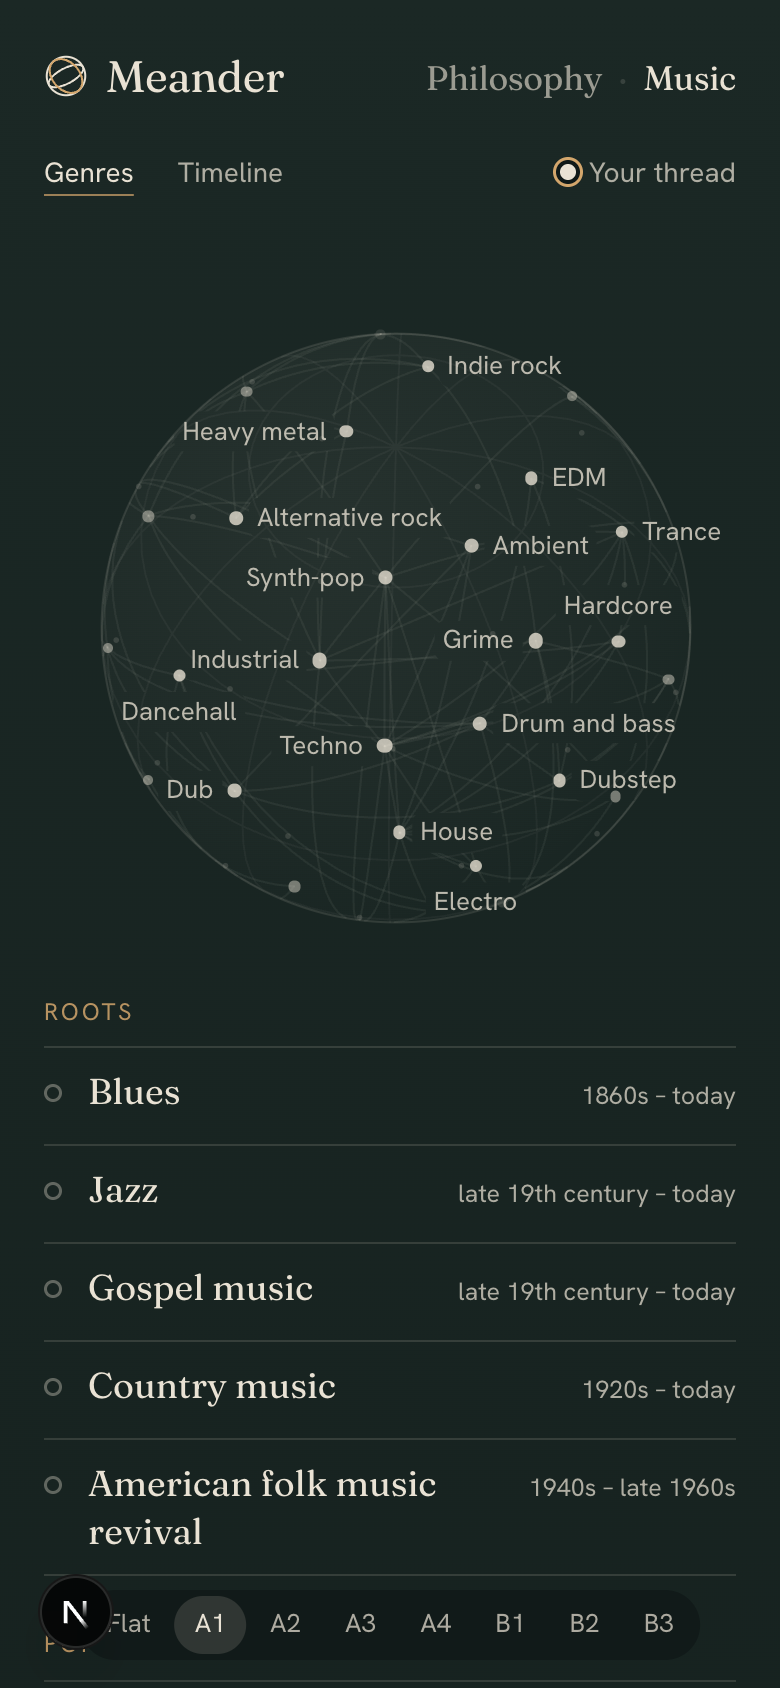 Meander
Philosophy · Music
Genres
Timeline
Your thread
Indie rock
Heavy metal
EDM
Alternative rock
Trance
Ambient
Synth-pop
Hardcore
Grime
Industrial
Dancehall
Drum and bass
Techno
Dubstep
Dub
House
Electro
ROOTS
Blues
1860s – today
Jazz
late 19th century – today
Gospel music
late 19th century – today
Country music
1920s – today
American folk music
revival
1940s – late 1960s
N
Flat
A1
A2
A3
A4
B1
B2
B3